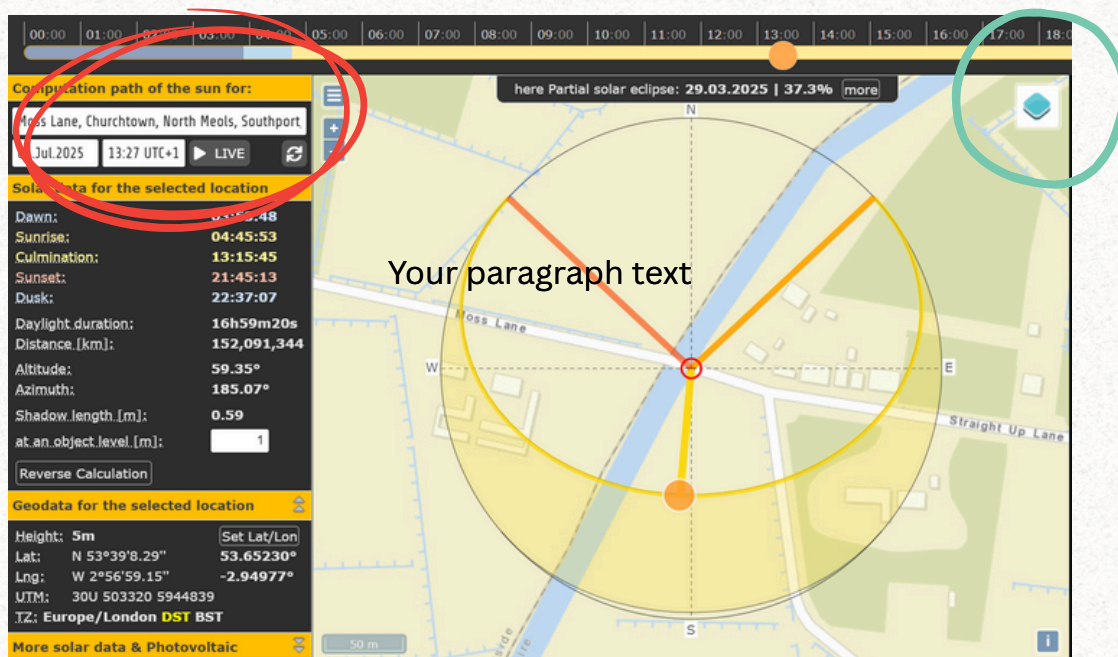 00:00 01:00 02:00 03:00 04:00 05:00 06:00 07:00 08:00 09:00 10:00 11:00 12:00 13:00 14:00 15:00 16:00 17:00 18:0
Computation path of the sun for:
Moss Lane, Churchtown, North Meols, Southport,
Jul.2025 13:27 UTC+1 LIVE
Solar data for the selected location
Dawn: :48
Sunrise: 04:45:53
Culmination: 13:15:45
Sunset: 21:45:13
Dusk: 22:37:07
Daylight duration: 16h59m20s
Distance [km]: 152,091,344
Altitude: 59.35°
Azimuth: 185.07°
Shadow length [m]: 0.59
at an object level [m]: 1
Reverse Calculation
Geodata for the selected location
Height: 5m Set Lat/Lon
Lat: N 53°39'8.29" 53.65230°
Lng: W 2°56'59.15" -2.94977°
UTM: 30U 503320 5944839
TZ: Europe/London DST BST
More solar data & Photovoltaic
here Partial solar eclipse: 29.03.2025 | 37.3% more
+
N
Your paragraph text
Moss Lane
W
E
Straight Up Lane
S
50 m
i